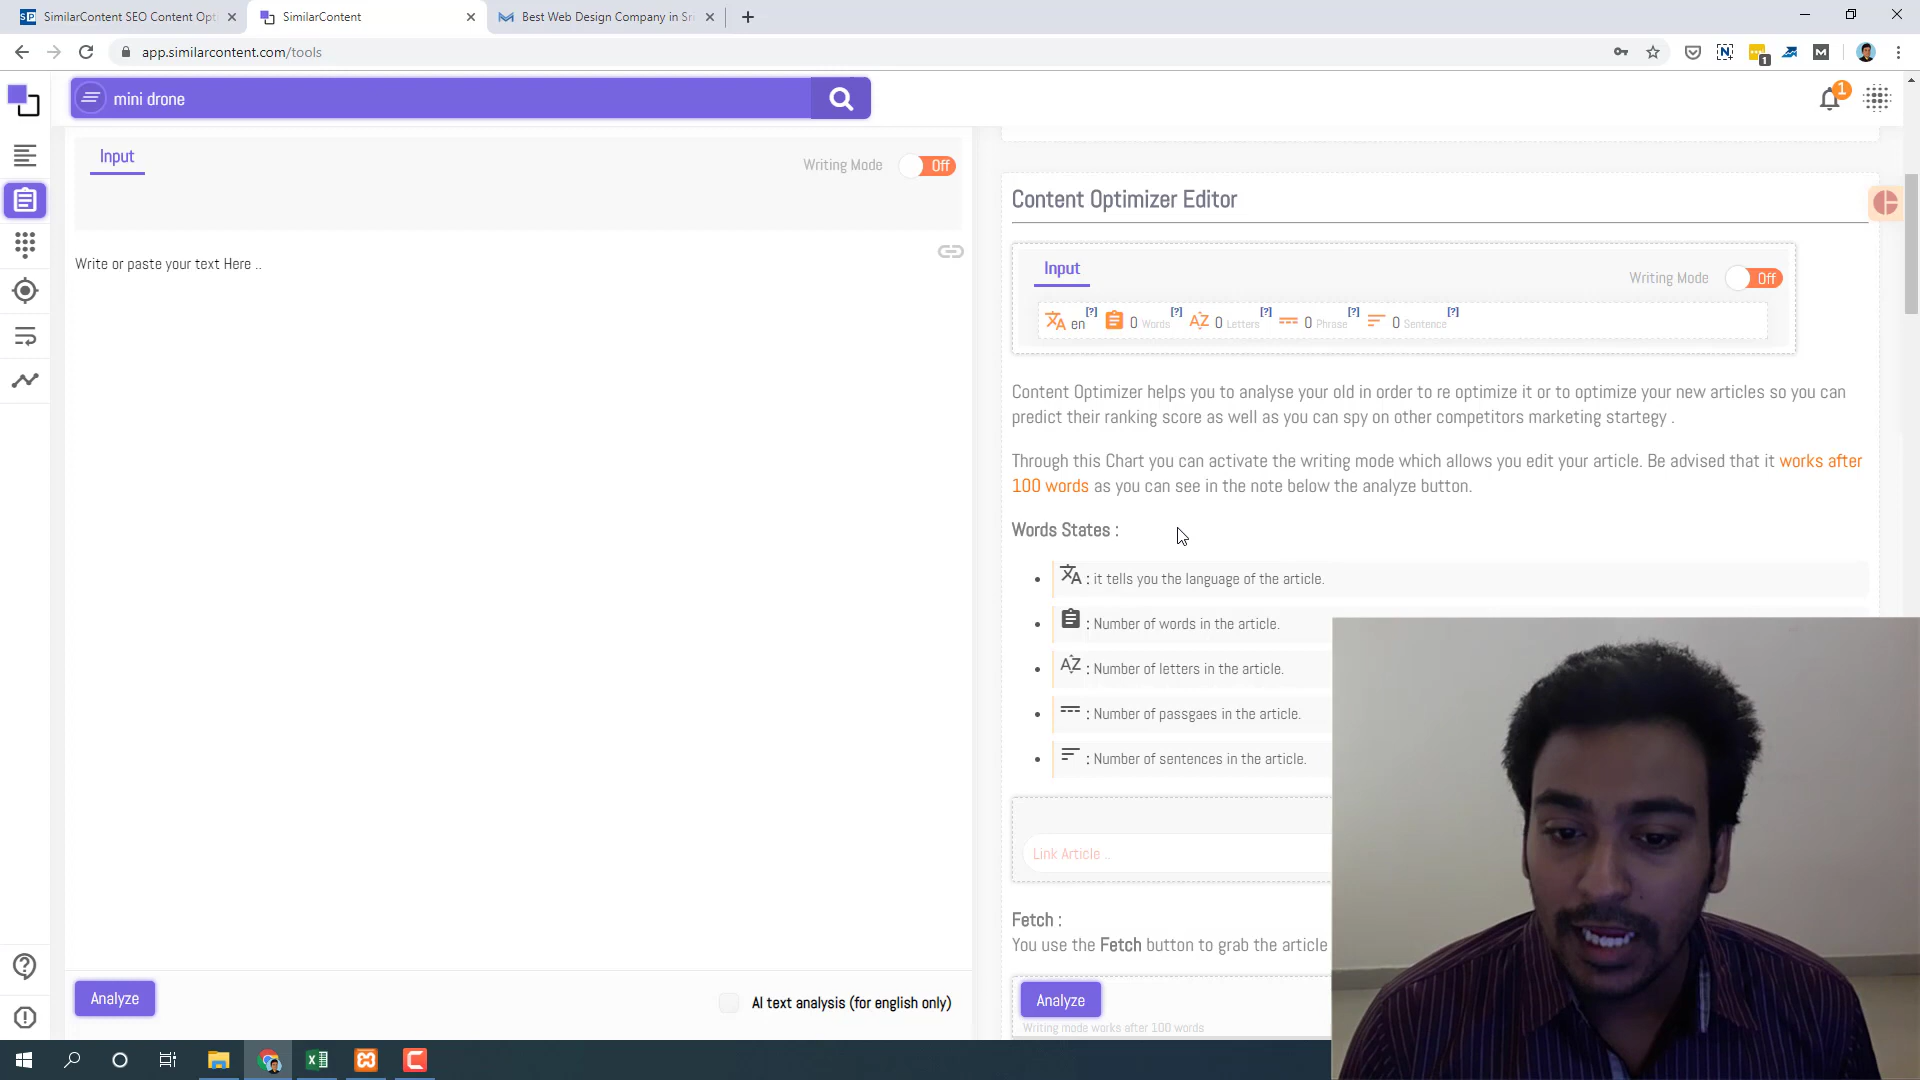 SimilarContent SEO Content Opt
SimilarContent
Best Web Design Company in Sri
app.similarcontent.com/tools
1
M
mini drone
1
Input
Writing Mode
Off
Write or paste your text Here ..
Analyze
AI text analysis (for english only)
Content Optimizer Editor
Input
Writing Mode
Off
en [?] 0 Words [?] 0 Letters [?] 0 Phrase [?] 0 Sentence [?]
Content Optimizer helps you to analyse your old in order to re optimize it or to optimize your new articles so you can
predict their ranking score as well as you can spy on other competitors marketing startegy .
Through this Chart you can activate the writing mode which allows you edit your article. Be advised that it works after
100 words as you can see in the note below the analyze button.
Words States :
: it tells you the language of the article.
: Number of words in the article.
: Number of letters in the article.
: Number of passgaes in the article.
: Number of sentences in the article.
Link Article ..
Fetch :
You use the Fetch button to grab the article
Analyze
Writing mode works after 100 words